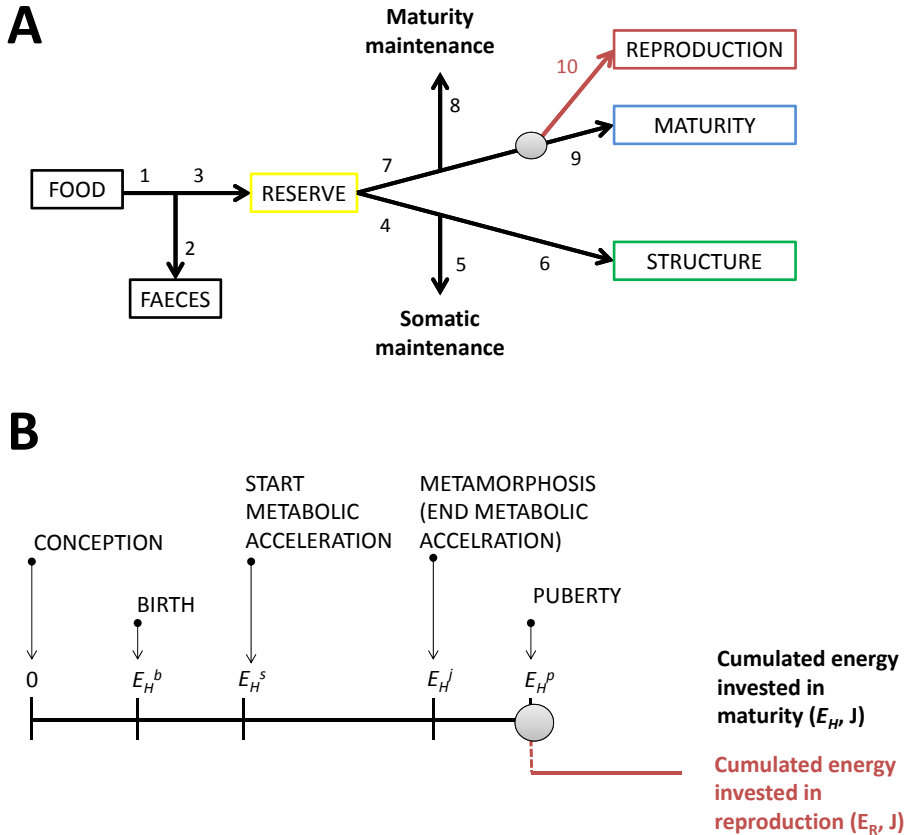 A
Maturity
maintenance
REPRODUCTION
10
8
MATURITY
9
7
1
3
FOOD
RESERVE
4
2
5
6
STRUCTURE
FAECES
Somatic
maintenance
B
START
METABOLIC
ACCELERATION
METAMORPHOSIS
(END METABOLIC
ACCELRATION)
CONCEPTION
BIRTH
PUBERTY
0
E_H^b
E_H^s
E_H^j
E_H^p
Cumulated energy
invested in
maturity (E_H, J)
Cumulated energy
invested in
reproduction (E_R, J)